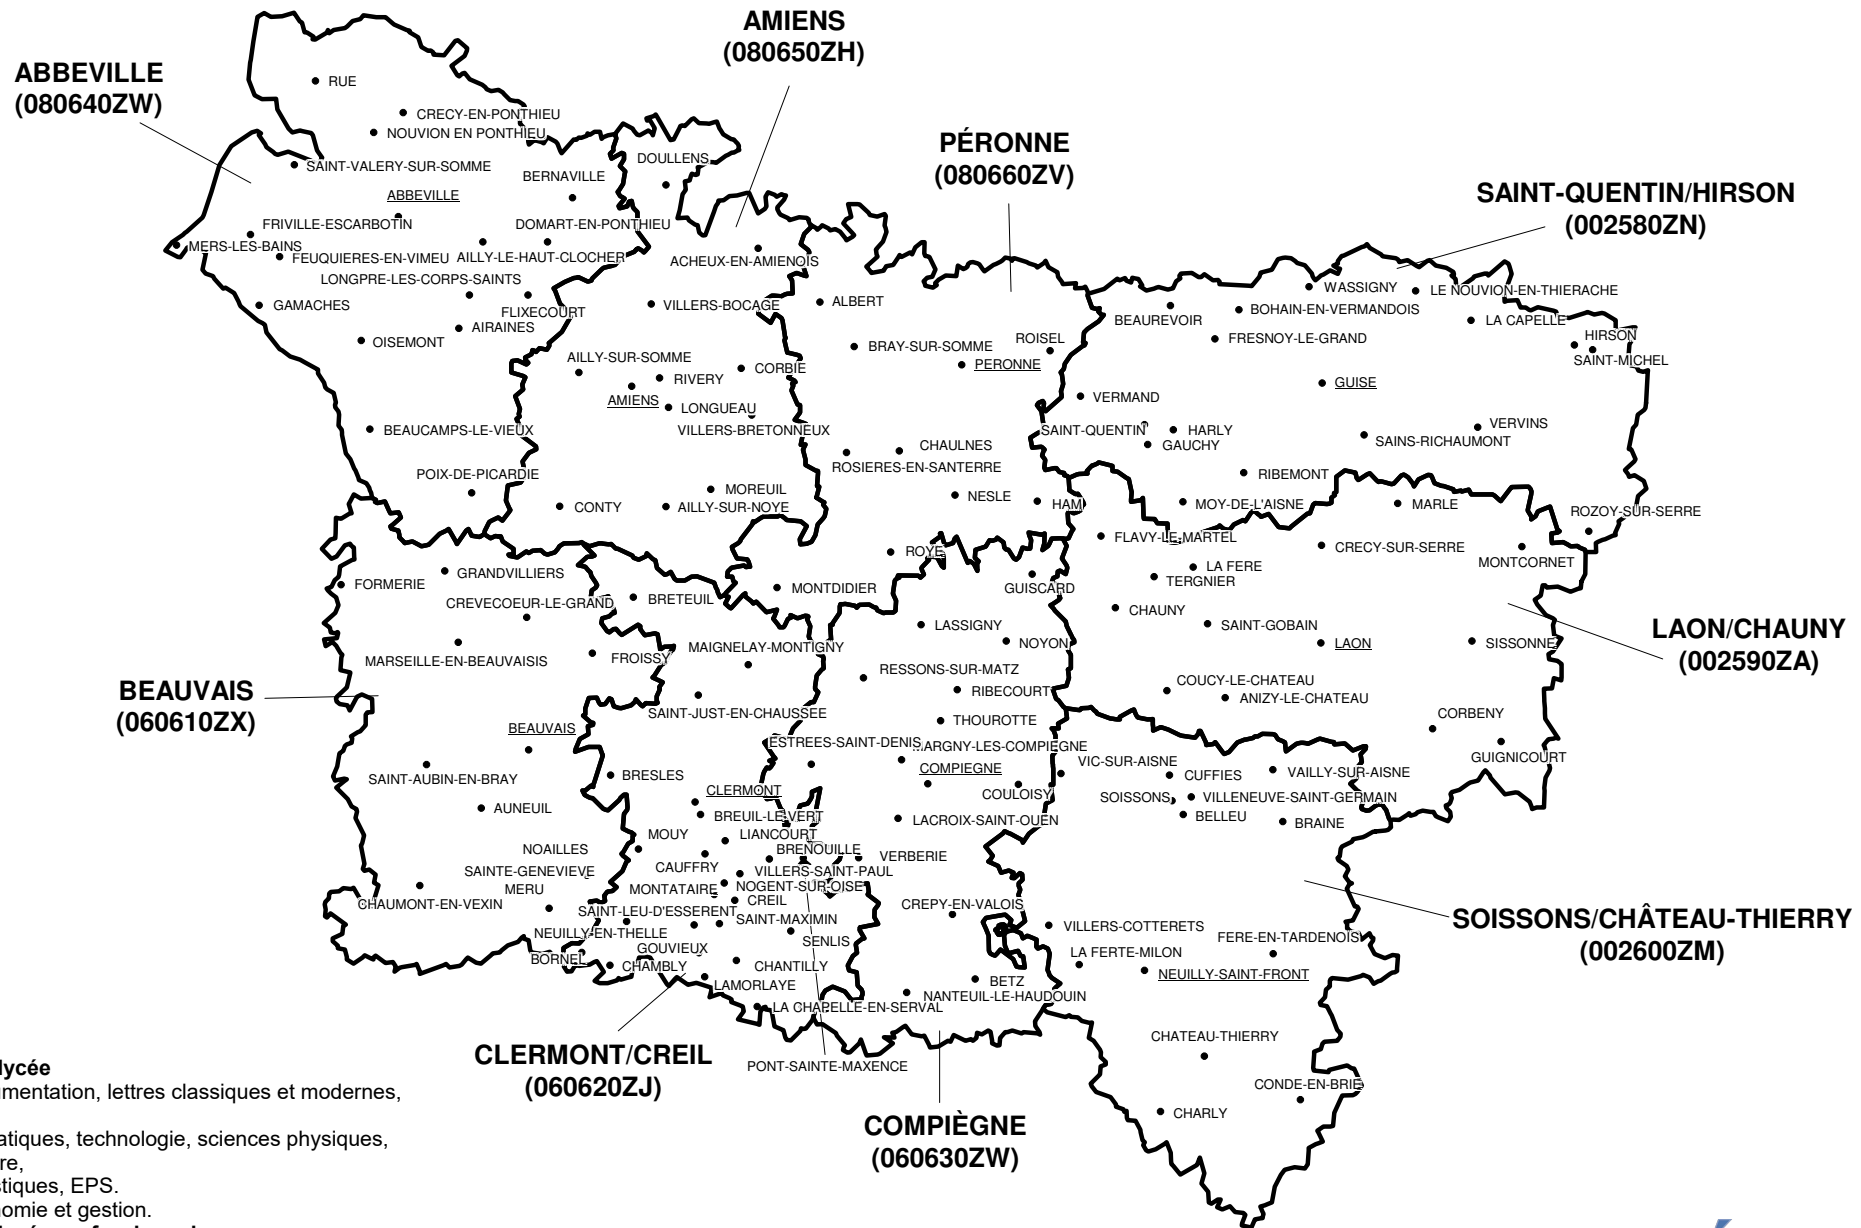 AMIENS
(080650ZH)
ABBEVILLE
(080640ZW)
PÉRONNE
(080660ZV)
SAINT-QUENTIN/HIRSON
(002580ZN)
RUE
CRECY-EN-PONTHIEU
NOUVION EN PONTHIEU
SAINT-VALERY-SUR-SOMME
ABBEVILLE
BERNAVILLE
DOULLENS
FRIVILLE-ESCARBOTIN
DOMART-EN-PONTHIEU
MERS-LES-BAINS
FEUQUIERES-EN-VIMEU
AILLY-LE-HAUT-CLOCHER
LONGPRE-LES-CORPS-SAINTS
GAMACHES
FLIXECOURT
AIRAINES
OISEMONT
BEAUCAMPS-LE-VIEUX
POIX-DE-PICARDIE
ACHEUX-EN-AMIENOIS
VILLERS-BOCAGE
AILLY-SUR-SOMME
RIVERY
CORBIE
AMIENS
LONGUEAU
VILLERS-BRETONNEUX
MOREUIL
CONTY
AILLY-SUR-NOYE
MONTDIDIER
ALBERT
BRAY-SUR-SOMME
ROISEL
PERONNE
CHAULNES
ROSIERES-EN-SANTERRE
NESLE
HAM
ROYE
WASSIGNY
LE NOUVION-EN-THIERACHE
BEAUREVOIR
BOHAIN-EN-VERMANDOIS
LA CAPELLE
FRESNOY-LE-GRAND
HIRSON
SAINT-MICHEL
GUISE
VERMAND
SAINT-QUENTIN
HARLY
GAUCHY
VERVINS
SAINS-RICHAUMONT
RIBEMONT
MOY-DE-L'AISNE
MARLE
ROZOY-SUR-SERRE
FLAVY-LE-MARTEL
CRECY-SUR-SERRE
MONTCORNET
LA FERE
TERGNIER
CHAUNY
SAINT-GOBAIN
LAON
SISSONNE
COUCY-LE-CHATEAU
ANIZY-LE-CHATEAU
CORBENY
GUIGNICOURT
LAON/CHAUNY
(002590ZA)
BEAUVAIS
(060610ZX)
FORMERIE
GRANDVILLIERS
CREVECOEUR-LE-GRAND
MARSEILLE-EN-BEAUVAISIS
FROISSY
BRETEUIL
MAIGNELAY-MONTIGNY
SAINT-JUST-EN-CHAUSSEE
BEAUVAIS
SAINT-AUBIN-EN-BRAY
AUNEUIL
BRESLES
CLERMONT
BREUIL-LE-VERT
MOUY
LIANCOURT
NOAILLES
BRENOUILLE
CAUFFRY
VILLERS-SAINT-PAUL
SAINTE-GENEVIEVE
MERU
MONTATAIRE
NOGENT-SUR-OISE
CREIL
CHAUMONT-EN-VEXIN
SAINT-LEU-D'ESSERENT
SAINT-MAXIMIN
NEUILLY-EN-THELLE
GOUVIEUX
SENLIS
BORNEL
CHAMBLY
CHANTILLY
LAMORLAYE
LA CHAPELLE-EN-SERVAL
PONT-SAINTE-MAXENCE
GUISCARD
LASSIGNY
NOYON
RESSONS-SUR-MATZ
RIBECOURT
THOUROTTE
ESTREES-SAINT-DENIS
MARGNY-LES-COMPIEGNE
COMPIEGNE
COULOISY
LACROIX-SAINT-OUEN
VERBERIE
CREPY-EN-VALOIS
BETZ
NANTEUIL-LE-HAUDOUIN
VIC-SUR-AISNE
CUFFIES
VAILLY-SUR-AISNE
SOISSONS
VILLENEUVE-SAINT-GERMAIN
BELLEU
BRAINE
VILLERS-COTTERETS
FERE-EN-TARDENOIS
LA FERTE-MILON
NEUILLY-SAINT-FRONT
CHATEAU-THIERRY
CONDE-EN-BRIE
CHARLY
SOISSONS/CHÂTEAU-THIERRY
(002600ZM)
CLERMONT/CREIL
(060620ZJ)
COMPIÈGNE
(060630ZW)
lycée
umentation, lettres classiques et modernes,
atiques, technologie, sciences physiques,
re,
stiques, EPS.
nomie et gestion.